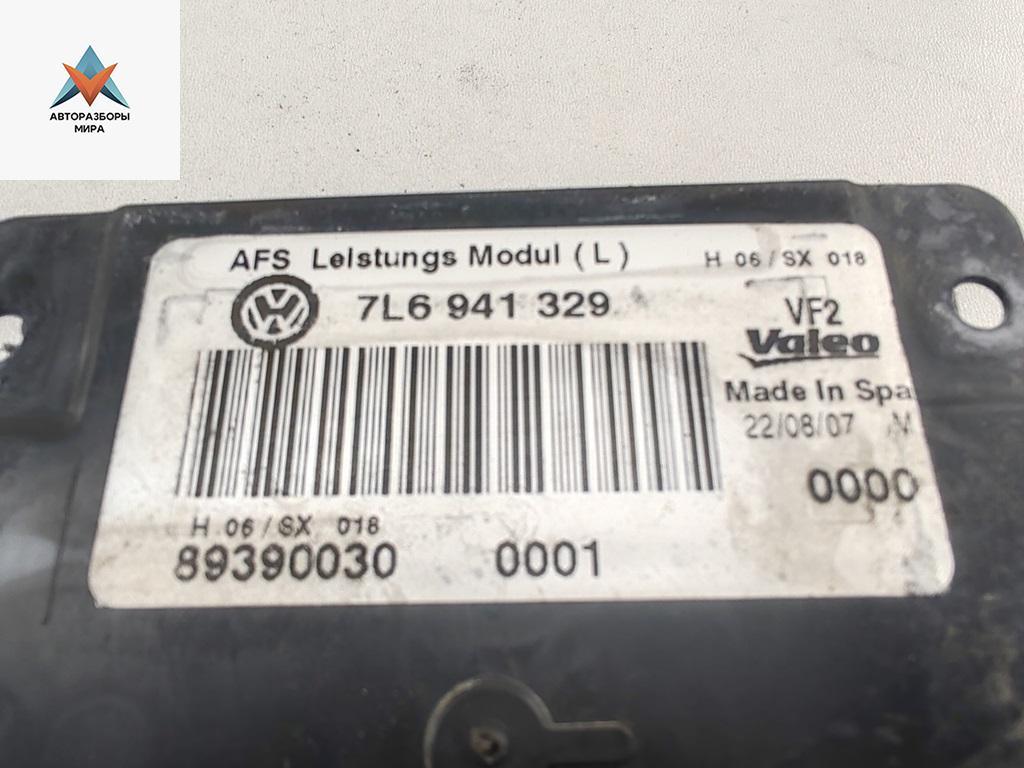 АВТОРАЗБОРЫ
МИРА
AFS Leistungs Modul (L)
H 06/SX 018
7L6 941 329
VF2
Valeo
Made In Spa
22/08/07 M
0000
H 06/SX 018
89390030 0001